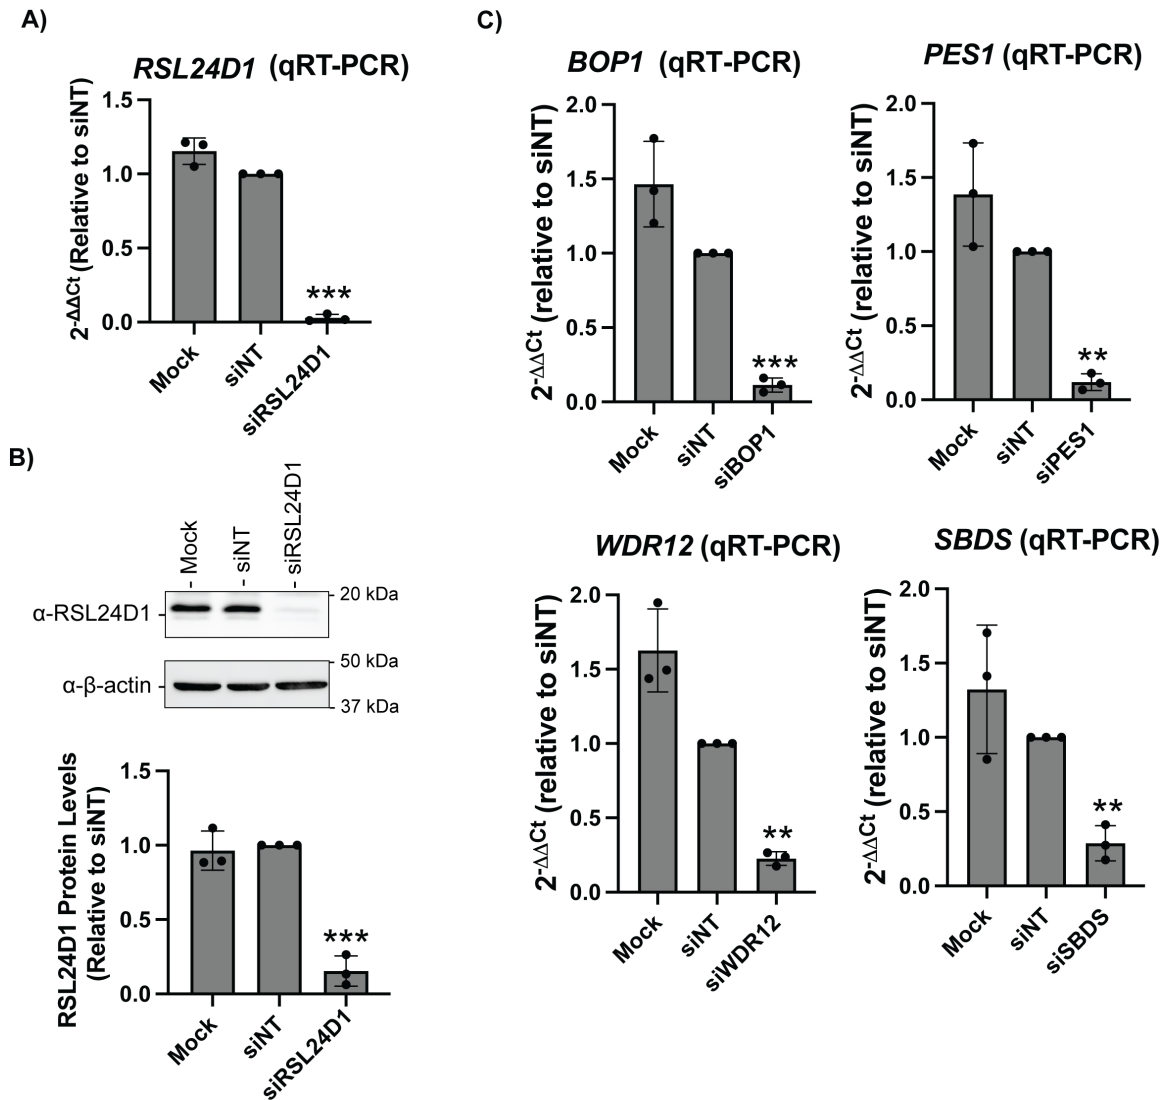 A)
RSL24D1 (qRT-PCR)
2-ΔΔCt (Relative to siNT)
1.5
1.0
0.5
0.0
***
Mock
siNT
siRSL24D1
B)
Mock
siNT
siRSL24D1
α-RSL24D1
20 kDa
α-β-actin
50 kDa
37 kDa
RSL24D1 Protein Levels
(Relative to siNT)
1.5
1.0
0.5
0.0
***
Mock
siNT
siRSL24D1
C)
BOP1 (qRT-PCR)
2-ΔΔCt (relative to siNT)
2.0
1.5
1.0
0.5
0.0
***
Mock
siNT
siBOP1
PES1 (qRT-PCR)
2-ΔΔCt (relative to siNT)
2.0
1.5
1.0
0.5
0.0
**
Mock
siNT
siPES1
WDR12 (qRT-PCR)
2-ΔΔCt (relative to siNT)
2.0
1.5
1.0
0.5
0.0
**
Mock
siNT
siWDR12
SBDS (qRT-PCR)
2-ΔΔCt (relative to siNT)
2.0
1.5
1.0
0.5
0.0
**
Mock
siNT
siSBDS